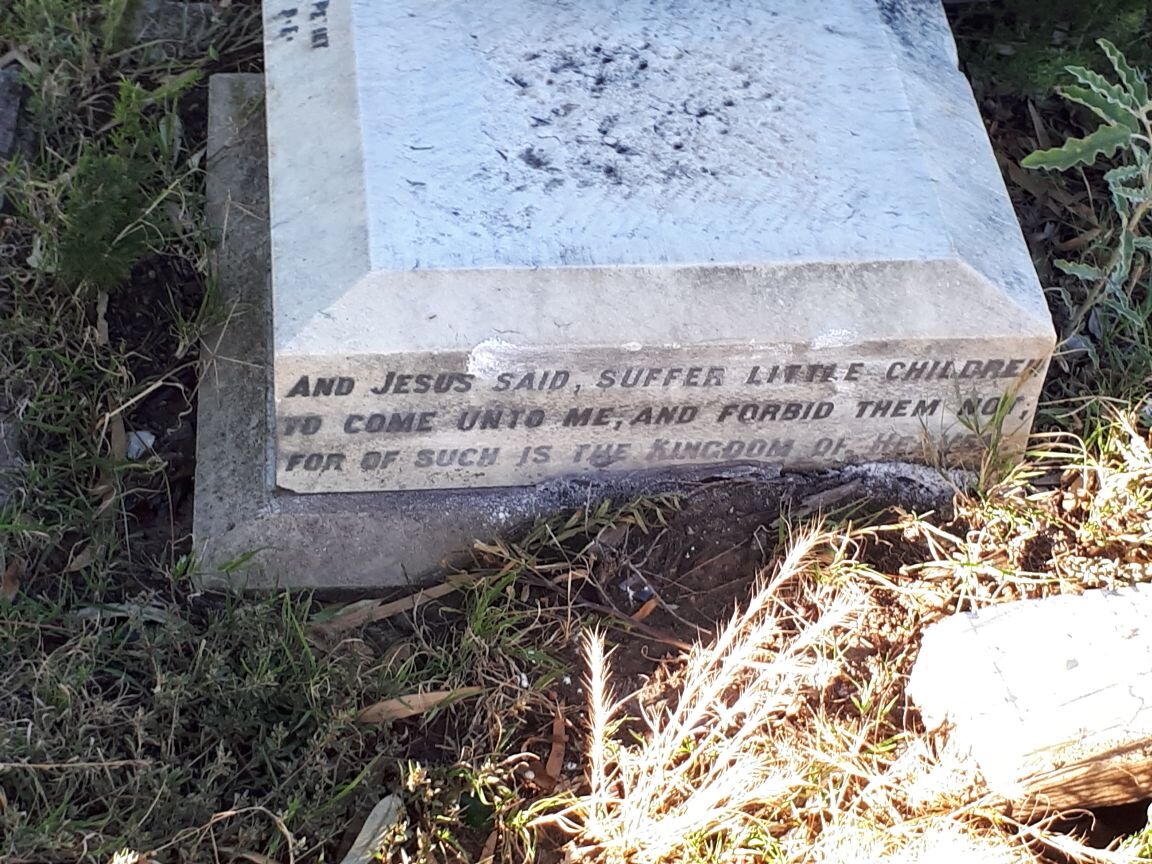 AND JESUS SAID, SUFFER LITTLE CHILDREN
TO COME UNTO ME, AND FORBID THEM NOT,
FOR OF SUCH IS THE KINGDOM OF HEAVEN